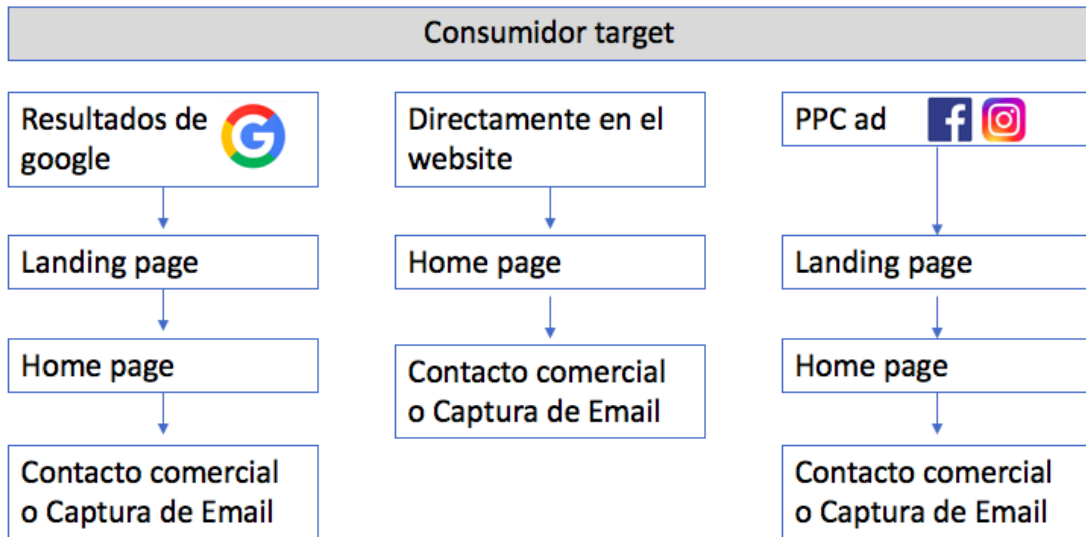 Consumidor target
Resultados de
google
Landing page
Home page
Contacto comercial
o Captura de Email
Directamente en el
website
Home page
Contacto comercial
o Captura de Email
PPC ad
Landing page
Home page
Contacto comercial
o Captura de Email